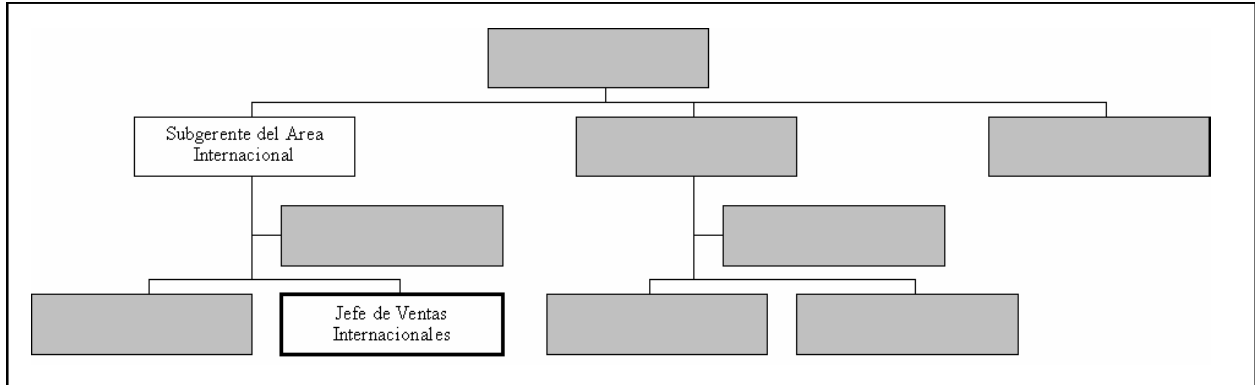 Subgerente del Area
Internacional
Jefe de Ventas
Internacionales